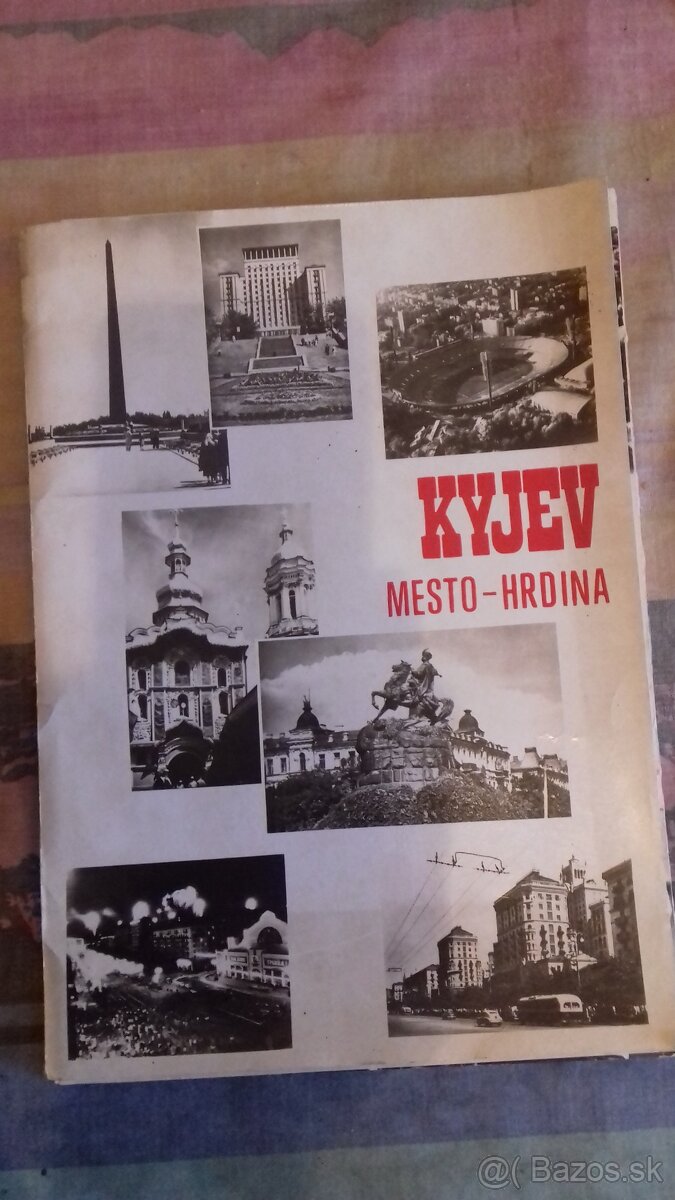 KYJEV
MESTO-HRDINA
@( Bazos.sk